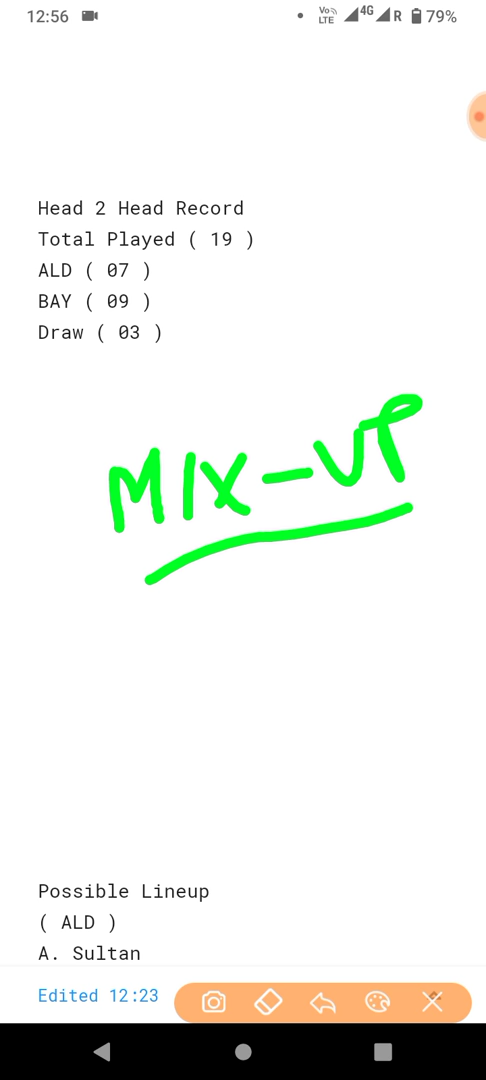 12:56
Vo LTE 4G R 79%
Head 2 Head Record
Total Played ( 19 )
ALD ( 07 )
BAY ( 09 )
Draw ( 03 )
MIX-UP
Possible Lineup
( ALD )
A. Sultan
Edited 12:23